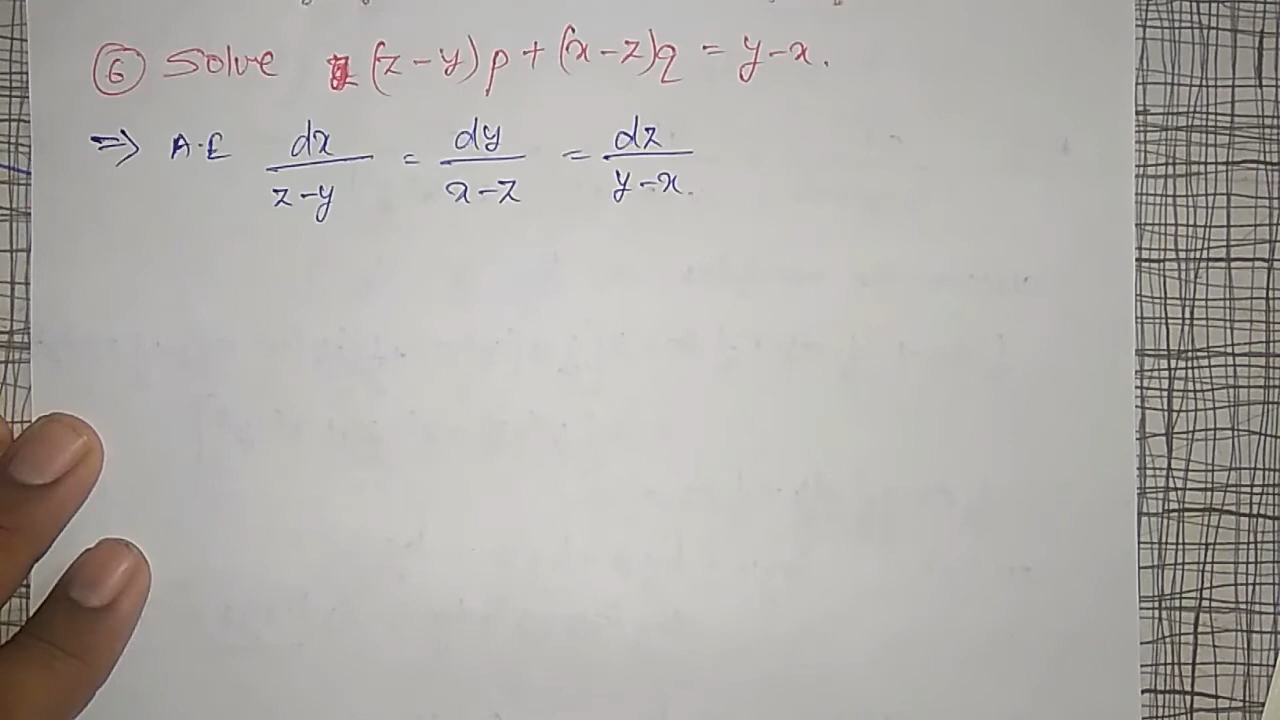 ⑥ Solve (z-y)p + (x-z)q = y-x.
⇒ A.E dx/(z-y) = dy/(x-z) = dz/(y-x).